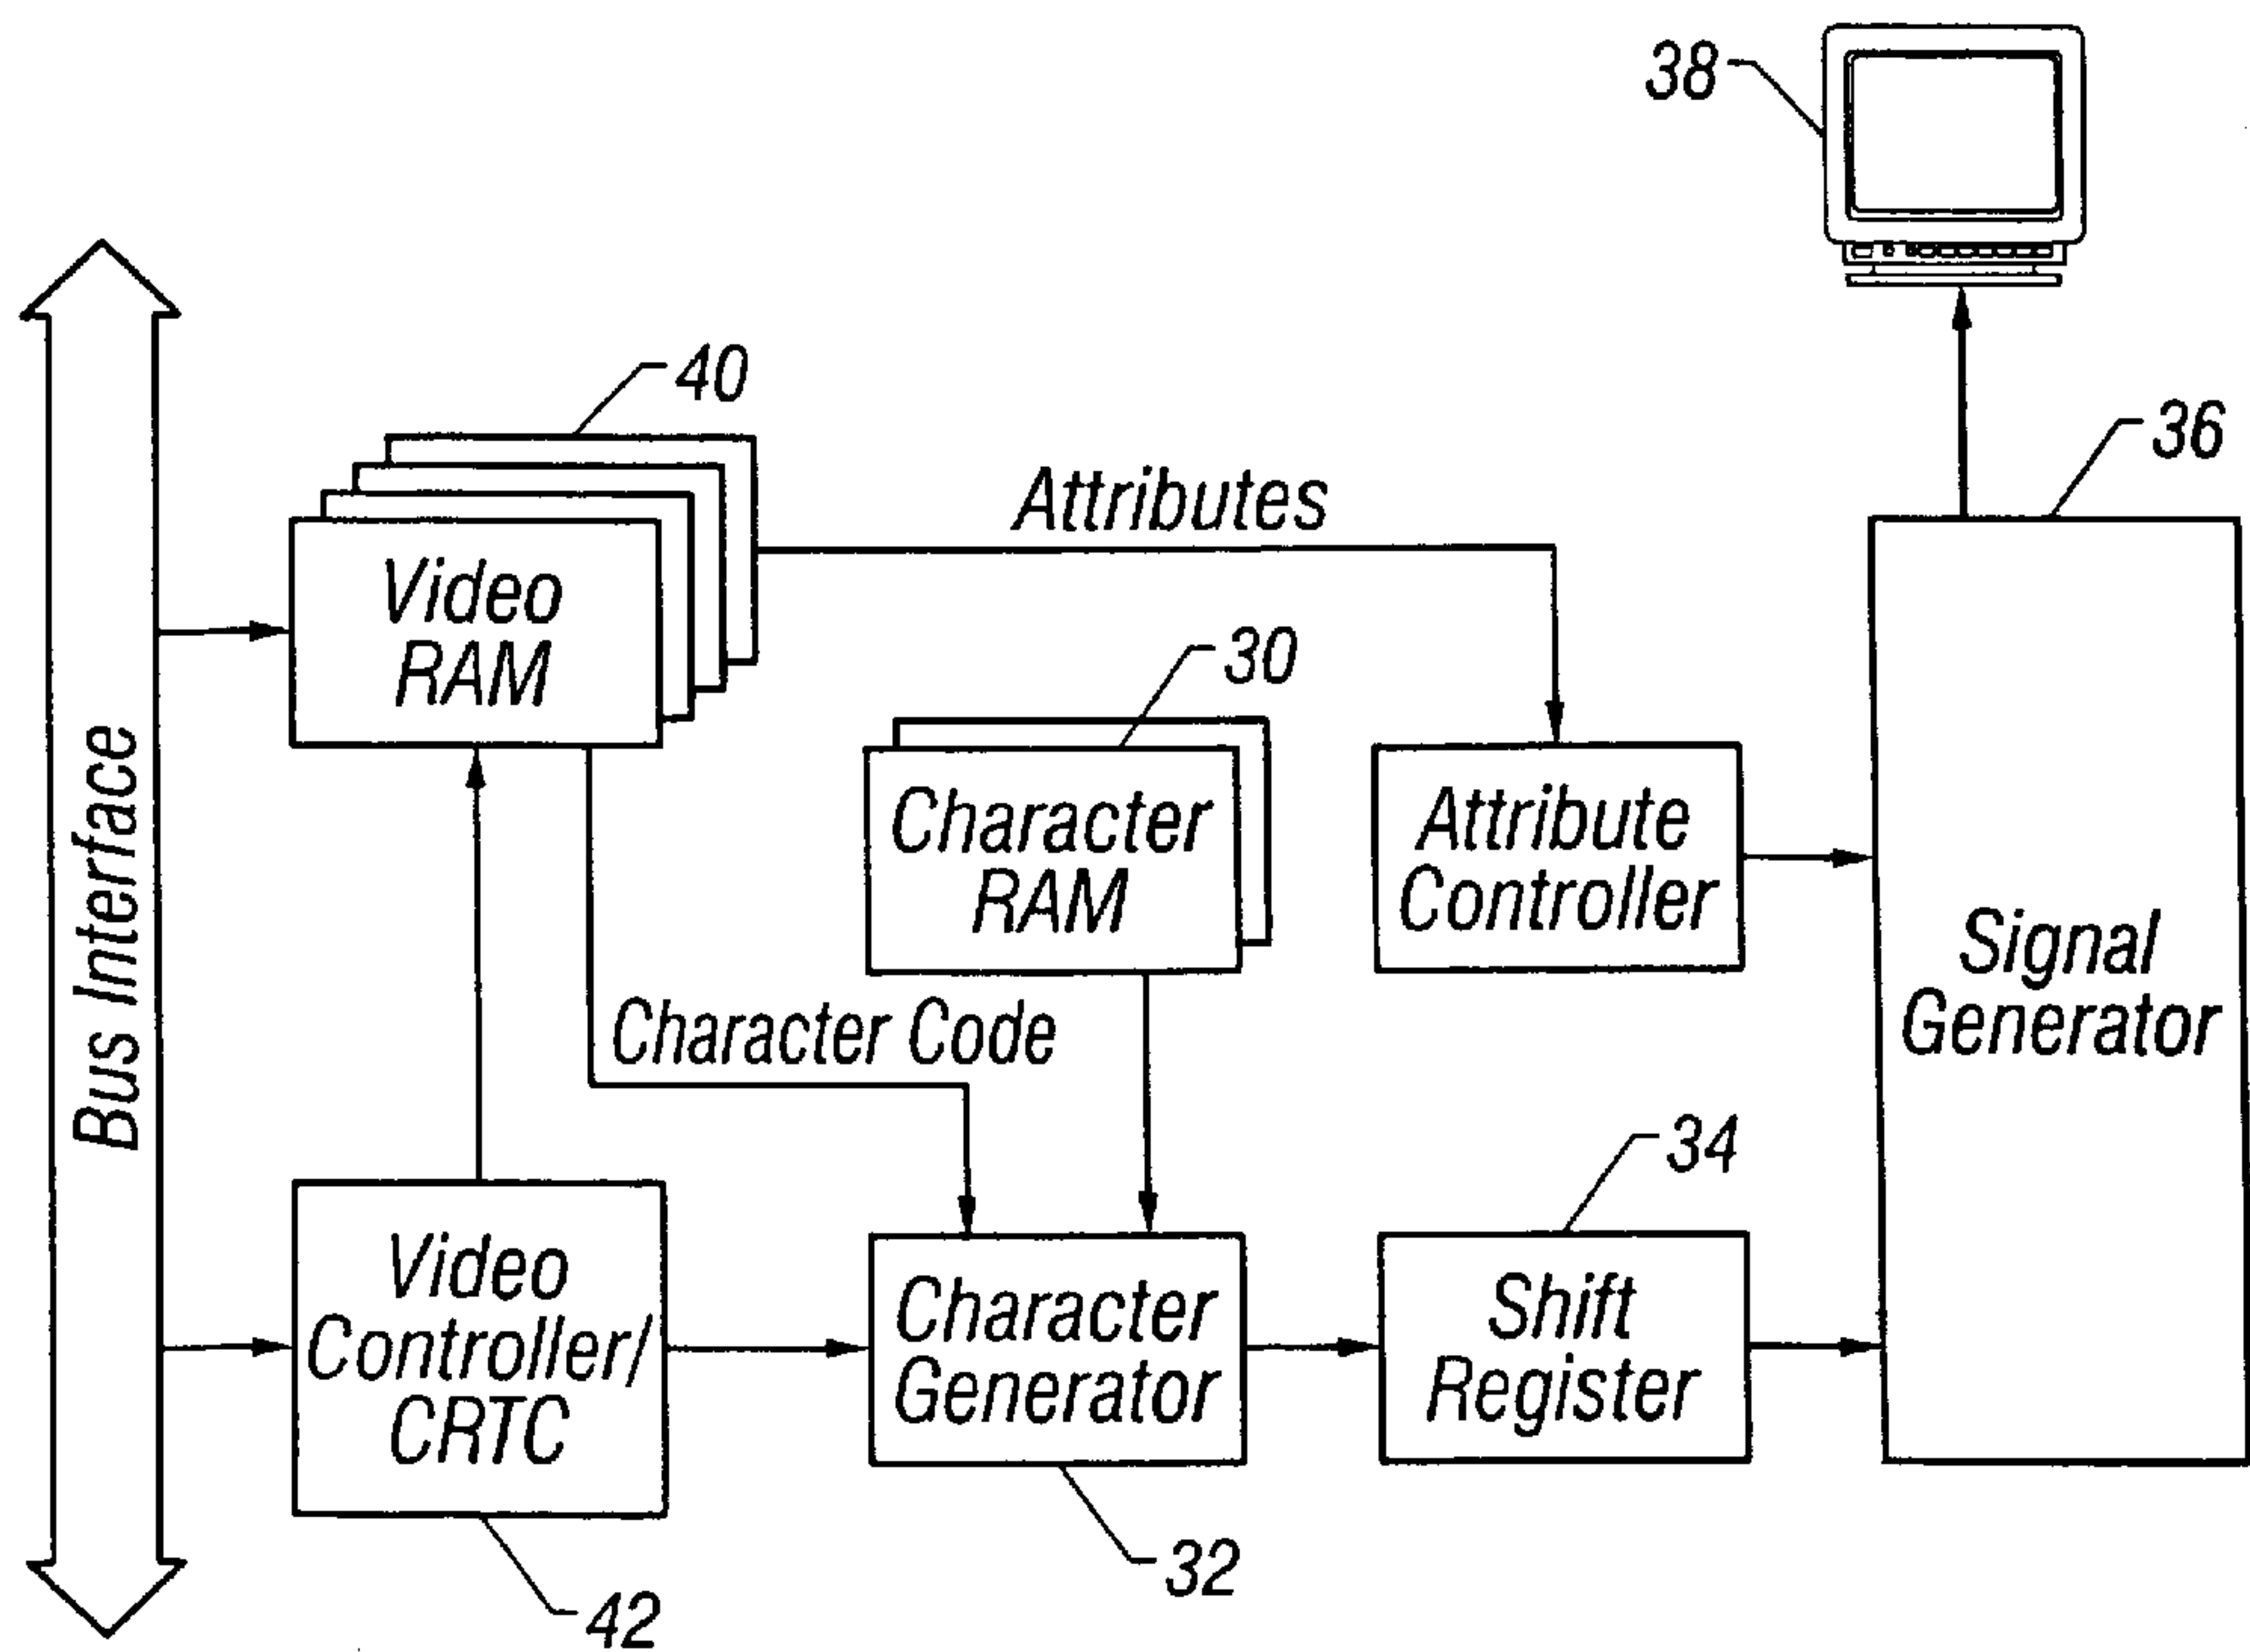 38
40
36
Attributes
Video
RAM
30
Bus Interface
Character
RAM
Attribute
Controller
Signal
Generator
Character Code
34
Video
Controller/
CRTC
Character
Generator
Shift
Register
32
42